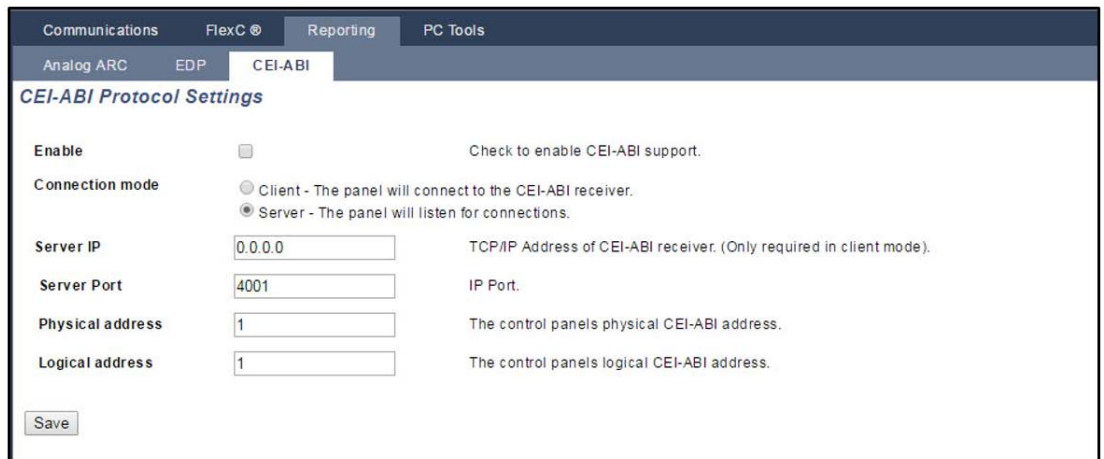 Communications FlexC ® Reporting PC Tools
Analog ARC EDP CEI-ABI
CEI-ABI Protocol Settings
Enable Check to enable CEI-ABI support.
Connection mode Client - The panel will connect to the CEI-ABI receiver.
Server - The panel will listen for connections.
Server IP 0.0.0.0 TCP/IP Address of CEI-ABI receiver. (Only required in client mode).
Server Port 4001 IP Port.
Physical address 1 The control panels physical CEI-ABI address.
Logical address 1 The control panels logical CEI-ABI address.
Save